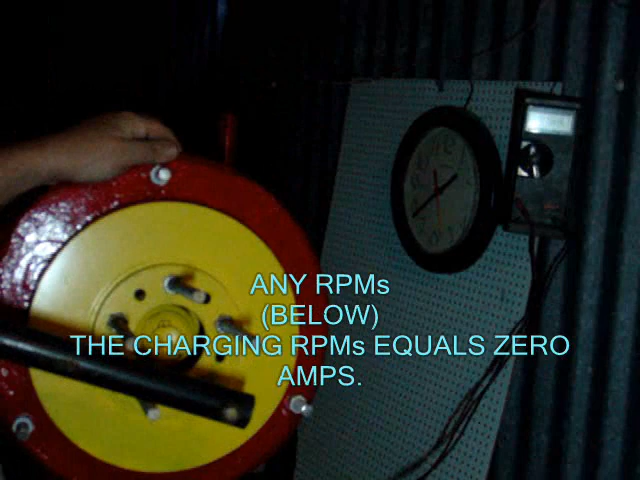 ANY RPMs
(BELOW)
THE CHARGING RPMs EQUALS ZERO
AMPS.